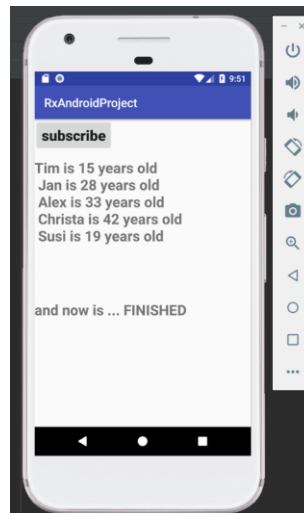 9:51
RxAndroidProject
subscribe
Tim is 15 years old
Jan is 28 years old
Alex is 33 years old
Christa is 42 years old
Susi is 19 years old
and now is ... FINISHED